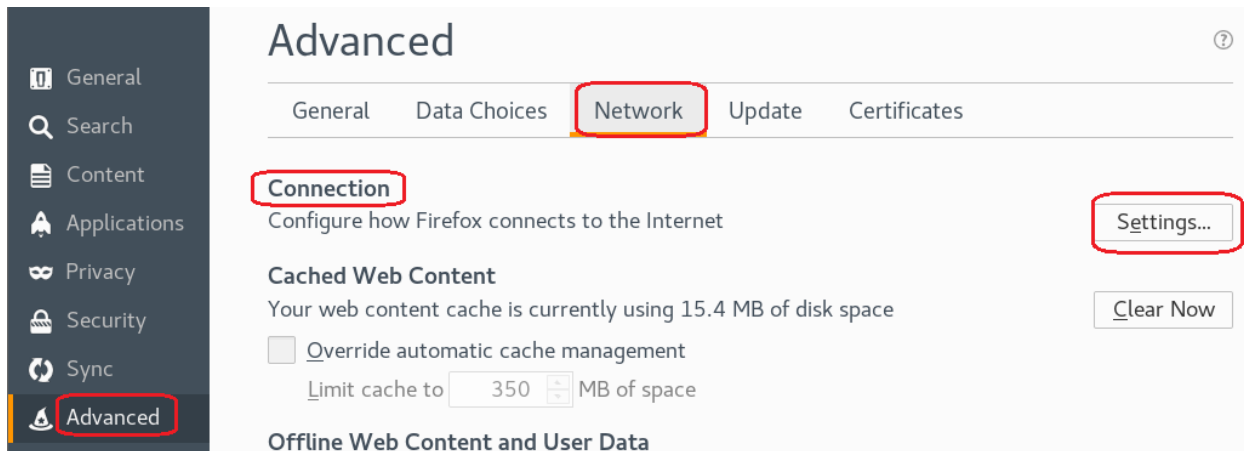 Advanced
?
General
Search
Content
Applications
Privacy
Security
Sync
Advanced
General Data Choices Network Update Certificates
Connection
Configure how Firefox connects to the Internet
Settings...
Cached Web Content
Your web content cache is currently using 15.4 MB of disk space
Clear Now
Override automatic cache management
Limit cache to 350 MB of space
Offline Web Content and User Data